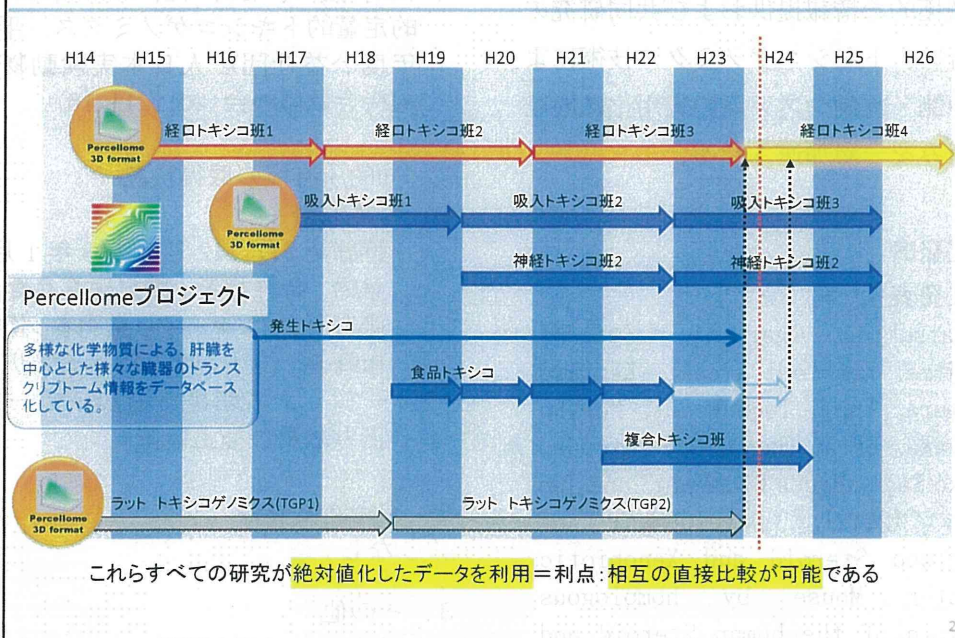 H14 H15 H16 H17 H18 H19 H20 H21 H22 H23 H24 H25 H26
Percellome
3D format
経口トキシコ班1 経口トキシコ班2 経口トキシコ班3 経口トキシコ班4
Percellome
3D format
吸入トキシコ班1 吸入トキシコ班2 吸入トキシコ班3
神経トキシコ班2 神経トキシコ班2
Percellomeプロジェクト
発生トキシコ
多様な化学物質による、肝臓を
中心とした様々な臓器のトランス
クリプトーム情報をデータベース
化している。
食品トキシコ
複合トキシコ班
Percellome
3D format
ラット トキシコゲノミクス(TGP1) ラット トキシコゲノミクス(TGP2)
これらすべての研究が絶対値化したデータを利用＝利点:相互の直接比較が可能である
2